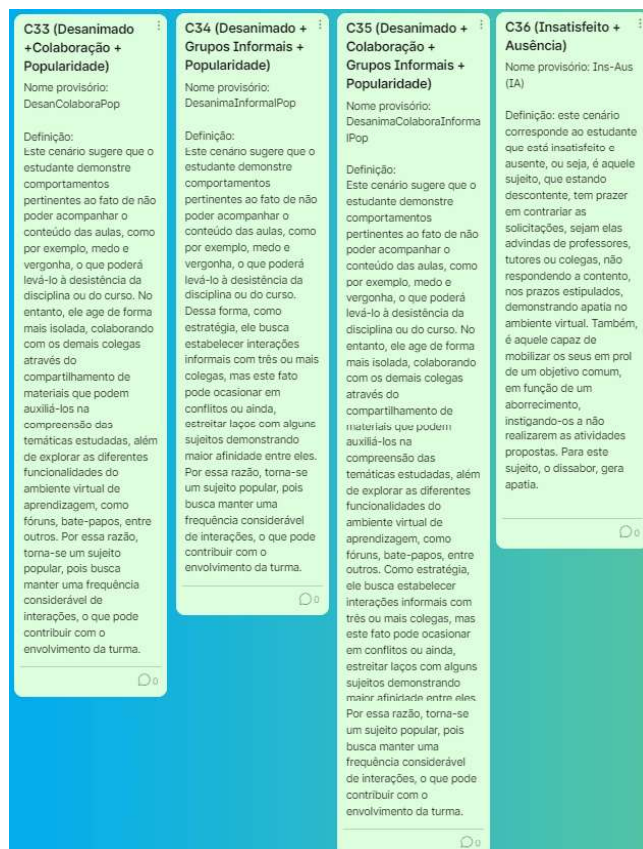 C33 (Desanimado
+Colaboração +
Popularidade)
Nome provisório:
DesanColaboraPop
Definição:
Este cenário sugere que o
estudante demonstre
comportamentos
pertinentes ao fato de não
poder acompanhar o
conteúdo das aulas, como
por exemplo, medo e
vergonha, o que poderá
levá-lo à desistência da
disciplina ou do curso. No
entanto, ele age de forma
mais isolada, colaborando
com os demais colegas
através do
compartilhamento de
materiais que podem
auxiliá-los na
compreensão das
temáticas estudadas, além
de explorar as diferentes
funcionalidades do
ambiente virtual de
aprendizagem, como
fóruns, bate-papos, entre
outros. Por essa razão,
torna-se um sujeito
popular, pois busca
manter uma frequência
considerável de
interações, o que pode
contribuir com o
envolvimento da turma.
0
C34 (Desanimado +
Grupos Informais +
Popularidade)
Nome provisório:
DesanimaInformalPop
Definição:
Este cenário sugere que o
estudante demonstre
comportamentos
pertinentes ao fato de não
poder acompanhar o
conteúdo das aulas, como
por exemplo, medo e
vergonha, o que poderá
levá-lo à desistência da
disciplina ou do curso.
Dessa forma, como
estratégia, ele busca
estabelecer interações
informais com três ou mais
colegas, mas este fato
pode ocasionar em
conflitos ou ainda,
estreitar laços com alguns
sujeitos demonstrando
maior afinidade entre eles.
Por essa razão, torna-se
um sujeito popular, pois
busca manter uma
frequência considerável
de interações, o que pode
contribuir com o
envolvimento da turma.
0
C35 (Desanimado +
Colaboração +
Grupos Informais +
Popularidade)
Nome provisório:
DesanimaColaboraInforma
lPop
Definição:
Este cenário sugere que o
estudante demonstre
comportamentos
pertinentes ao fato de não
poder acompanhar o
conteúdo das aulas, como
por exemplo, medo e
vergonha, o que poderá
levá-lo à desistência da
disciplina ou do curso. No
entanto, ele age de forma
mais isolada, colaborando
com os demais colegas
através do
compartilhamento de
materiais que podem
auxiliá-los na
compreensão das
temáticas estudadas, além
de explorar as diferentes
funcionalidades do
ambiente virtual de
aprendizagem, como
fóruns, bate-papos, entre
outros. Como estratégia,
ele busca estabelecer
interações informais com
três ou mais colegas, mas
este fato pode ocasionar
em conflitos ou ainda,
estreitar laços com alguns
sujeitos demonstrando
maior afinidade entre eles
Por essa razão, torna-se
um sujeito popular, pois
busca manter uma
frequência considerável
de interações, o que pode
contribuir com o
envolvimento da turma.
0
C36 (Insatisfeito +
Ausência)
Nome provisório: Ins-Aus
(IA)
Definição: este cenário
corresponde ao estudante
que está insatisfeito e
ausente, ou seja, é aquele
sujeito, que estando
descontente, tem prazer
em contrariar as
solicitações, sejam elas
advindas de professores,
tutores ou colegas, não
respondendo a contento,
nos prazos estipulados,
demonstrando apatia no
ambiente virtual. Também,
é aquele capaz de
mobilizar os seus em prol
de um objetivo comum,
em função de um
aborrecimento,
instigando-os a não
realizarem as atividades
propostas. Para este
sujeito, o dissabor, gera
apatia.
0